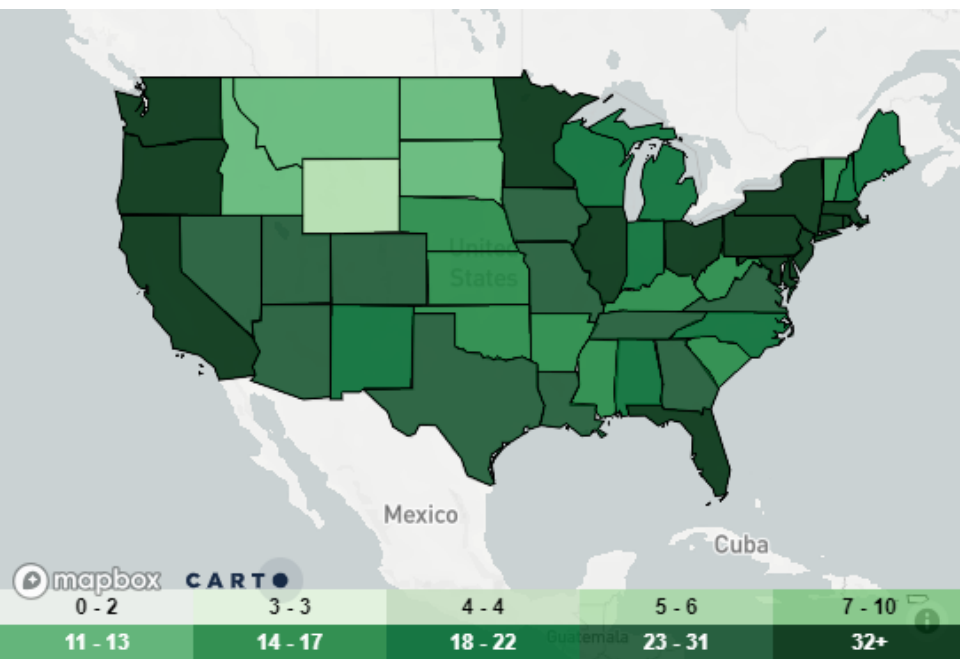 United
States
Mexico
Cuba
mapbox CARTO
0 - 2 3 - 3 4 - 4 5 - 6 7 - 10
Guatemala
11 - 13 14 - 17 18 - 22 23 - 31 32+